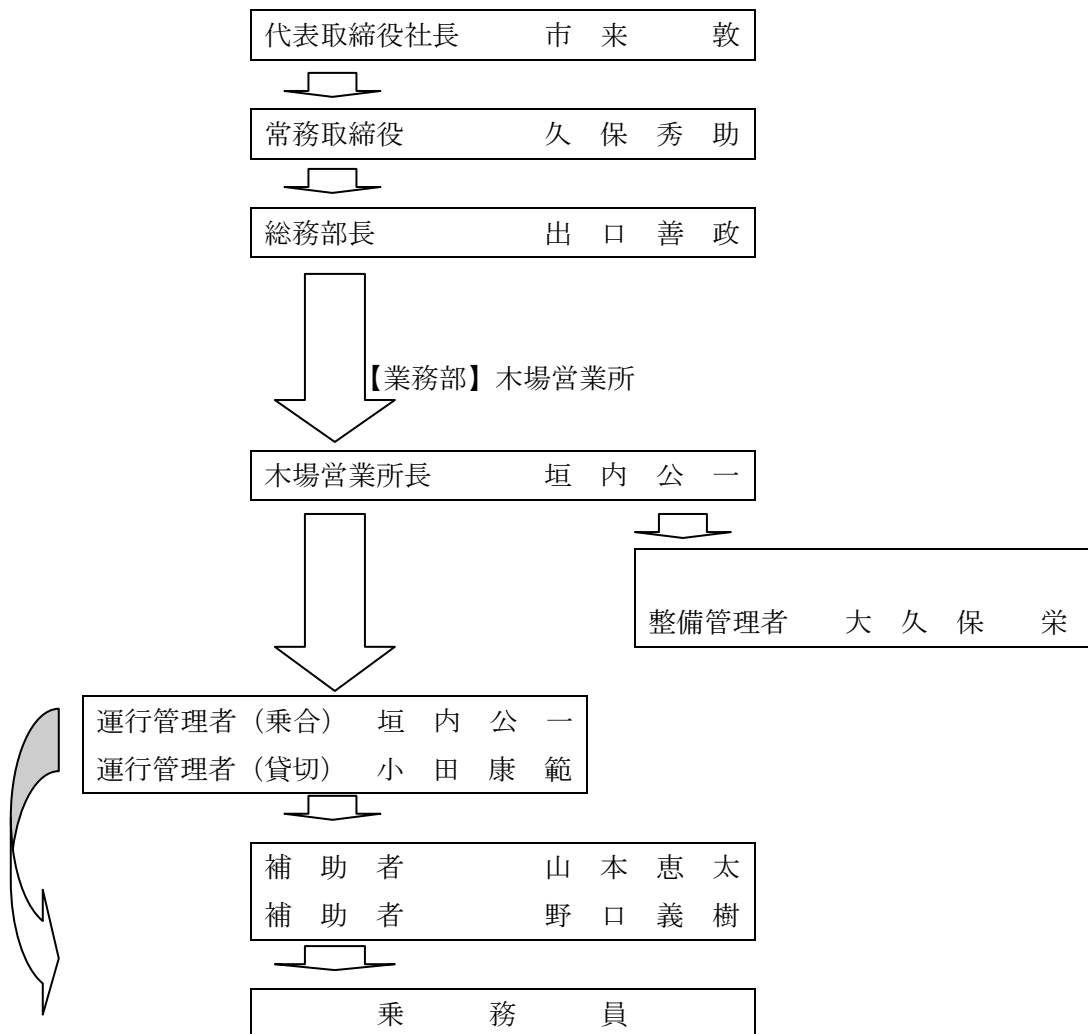 代表取締役社長　　　市　来　　　敦
常務取締役　　　　　久　保　秀　助
総務部長　　　　　　出　口　善　政
【業務部】木場営業所
木場営業所長　　　　垣　内　公　一
整備管理者　　大　久　保　　栄
運行管理者（乗合）　垣　内　公　一
運行管理者（貸切）　小　田　康　範
補　助　者　　　　　山　本　恵　太
補　助　者　　　　　野　口　義　樹
乗　　　務　　　員